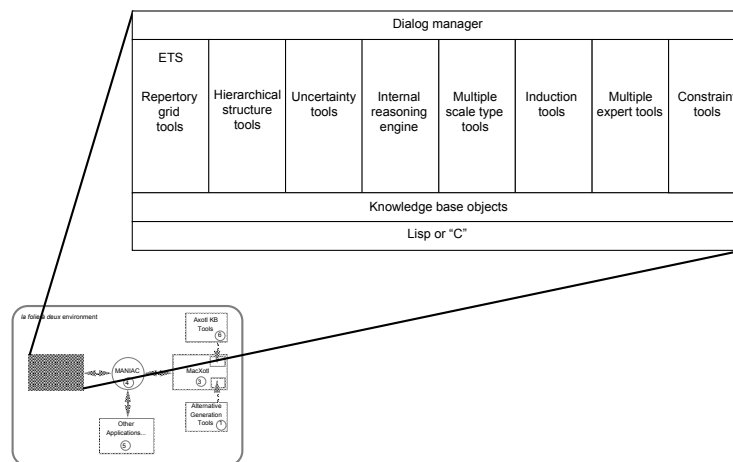 Dialog manager
ETS
Repertory
grid
tools
Hierarchical
structure
tools
Uncertainty
tools
Internal
reasoning
engine
Multiple
scale type
tools
Induction
tools
Multiple
expert tools
Constraint
tools
Knowledge base objects
Lisp or “C”
la folie à deux environment
Axotl KB
Tools
6
MANIAC
4
MacXotl
3
Alternative
Generation
Tools
1
Other
Applications...
5